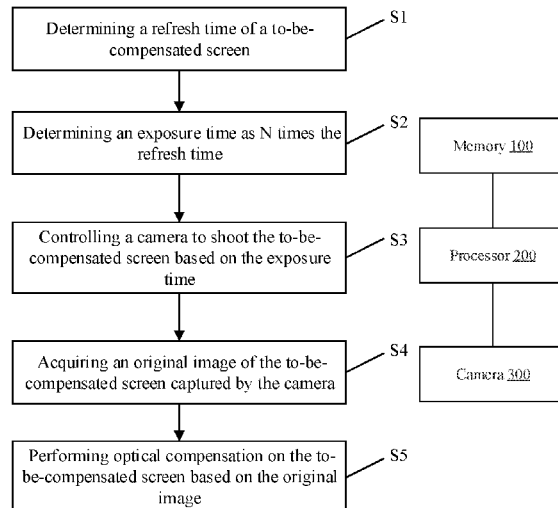 Determining a refresh time of a to-be-
compensated screen
S1
Determining an exposure time as N times the
refresh time
S2
Controlling a camera to shoot the to-be-
compensated screen based on the exposure
time
S3
Acquiring an original image of the to-be-
compensated screen captured by the camera
S4
Performing optical compensation on the to-
be-compensated screen based on the original
image
S5
Memory 100
Processor 200
Camera 300